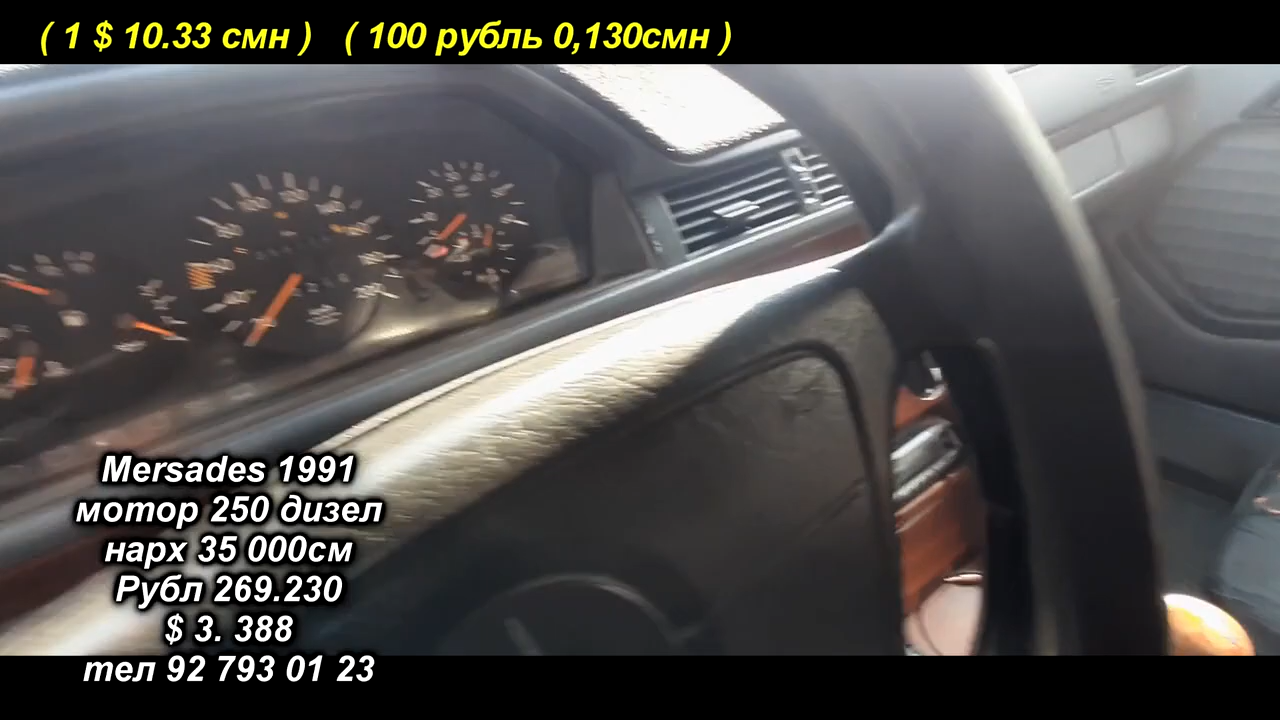 ( 1 $ 10.33 смн ) ( 100 рубль 0,130смн )
Mersades 1991
мотор 250 дизел
нарх 35 000см
Рубл 269.230
$ 3. 388
тел 92 793 01 23